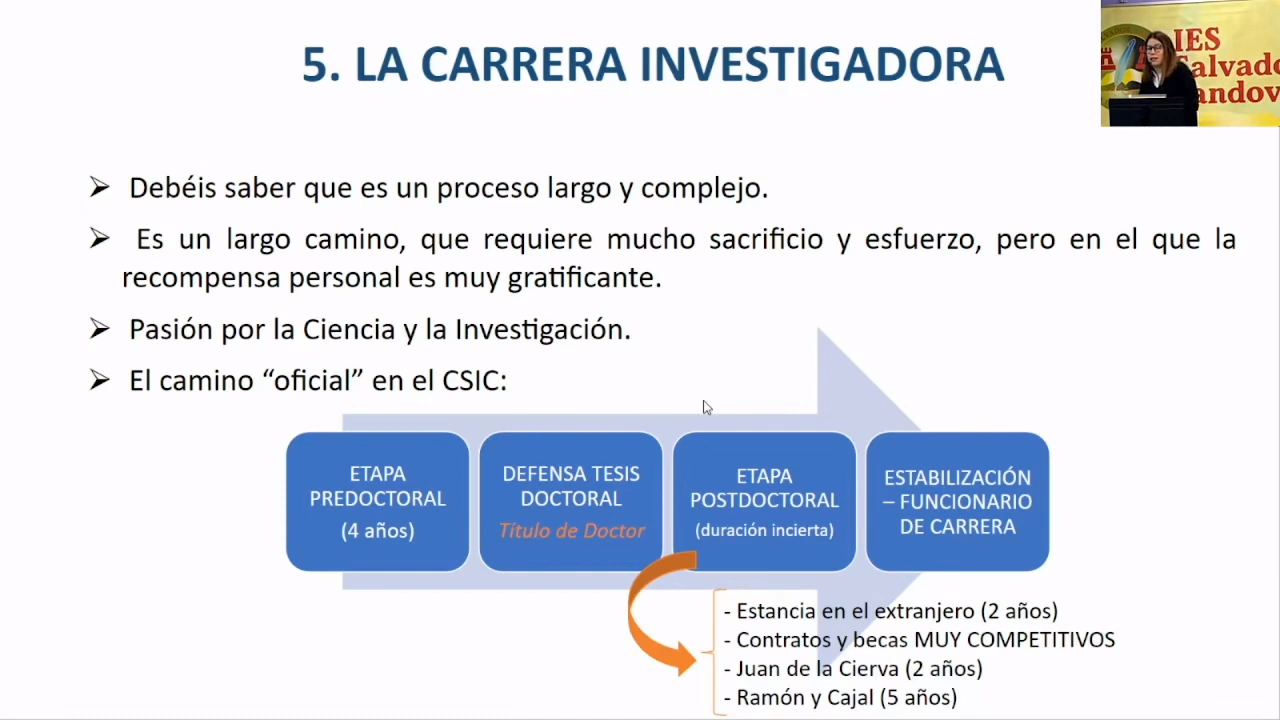 5. LA CARRERA INVESTIGADORA
IES
Salvado
andov
➢ Debéis saber que es un proceso largo y complejo.
➢ Es un largo camino, que requiere mucho sacrificio y esfuerzo, pero en el que la
recompensa personal es muy gratificante.
➢ Pasión por la Ciencia y la Investigación.
➢ El camino “oficial” en el CSIC:
ETAPA
PREDOCTORAL
(4 años)
DEFENSA TESIS
DOCTORAL
Título de Doctor
ETAPA
POSTDOCTORAL
(duración incierta)
ESTABILIZACIÓN
– FUNCIONARIO
DE CARRERA
- Estancia en el extranjero (2 años)
- Contratos y becas MUY COMPETITIVOS
- Juan de la Cierva (2 años)
- Ramón y Cajal (5 años)